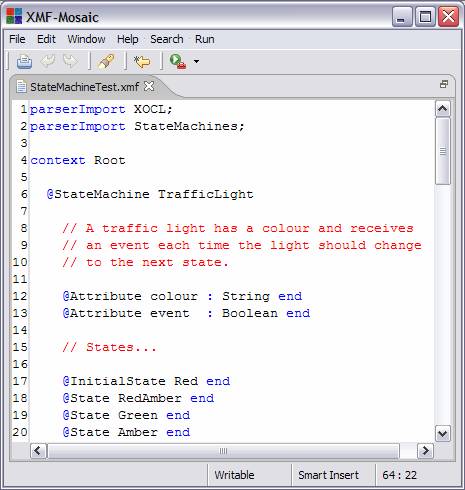 XMF-Mosaic
File Edit Window Help Search Run
StateMachineTest.xmf
1 parserImport XOCL;
2 parserImport StateMachines;
3
4 context Root
5
6   @StateMachine TrafficLight
7
8     // A traffic light has a colour and receives
9     // an event each time the light should change
10     // to the next state.
11
12     @Attribute colour : String end
13     @Attribute event  : Boolean end
14
15     // States...
16
17     @InitialState Red end
18     @State RedAmber end
19     @State Green end
20     @State Amber end
Writable Smart Insert 64 : 22